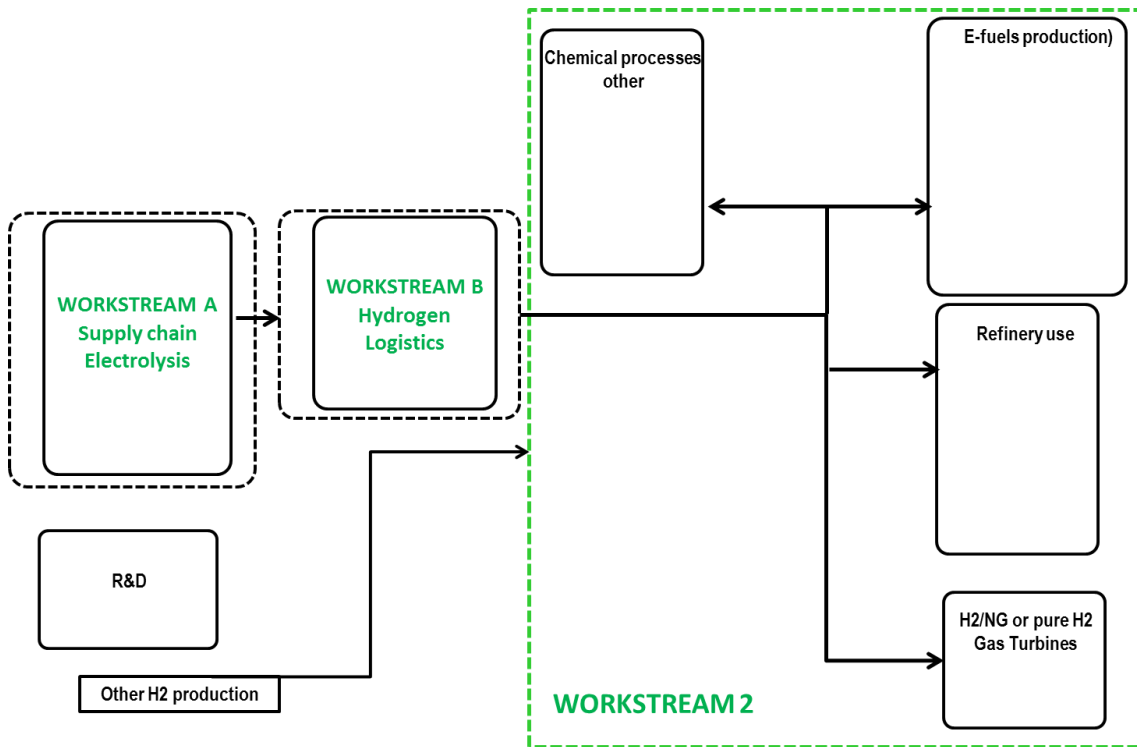 Chemical processes
other
E-fuels production)
WORKSTREAM A
Supply chain
Electrolysis
WORKSTREAM B
Hydrogen
Logistics
Refinery use
R&D
H2/NG or pure H2
Gas Turbines
Other H2 production
WORKSTREAM 2